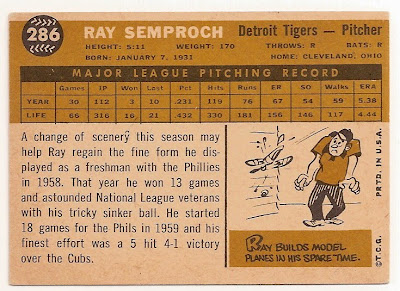 286
RAY SEMPROCH Detroit Tigers — Pitcher
HEIGHT: 5:11 WEIGHT: 170 THROWS: R BATS: R
BORN: JANUARY 7, 1931 HOME: CLEVELAND, OHIO
MAJOR LEAGUE PITCHING RECORD
Games IP Won Lost Pct. Hits Runs ER SO Walks ERA
YEAR 30 112 3 10 .231 119 76 67 54 59 5.38
LIFE 66 316 16 21 .432 330 181 156 146 117 4.44
A change of scenery this season may
help Ray regain the fine form he dis-
played as a freshman with the Phillies
in 1958. That year he won 13 games
and astounded National League veterans
with his tricky sinker ball. He started
18 games for the Phils in 1959 and his
finest effort was a 5 hit 4-1 victory
over the Cubs.
RAY BUILDS MODEL
PLANES IN HIS SPARE TIME.
©T.C.G. PRTD. IN U.S.A.